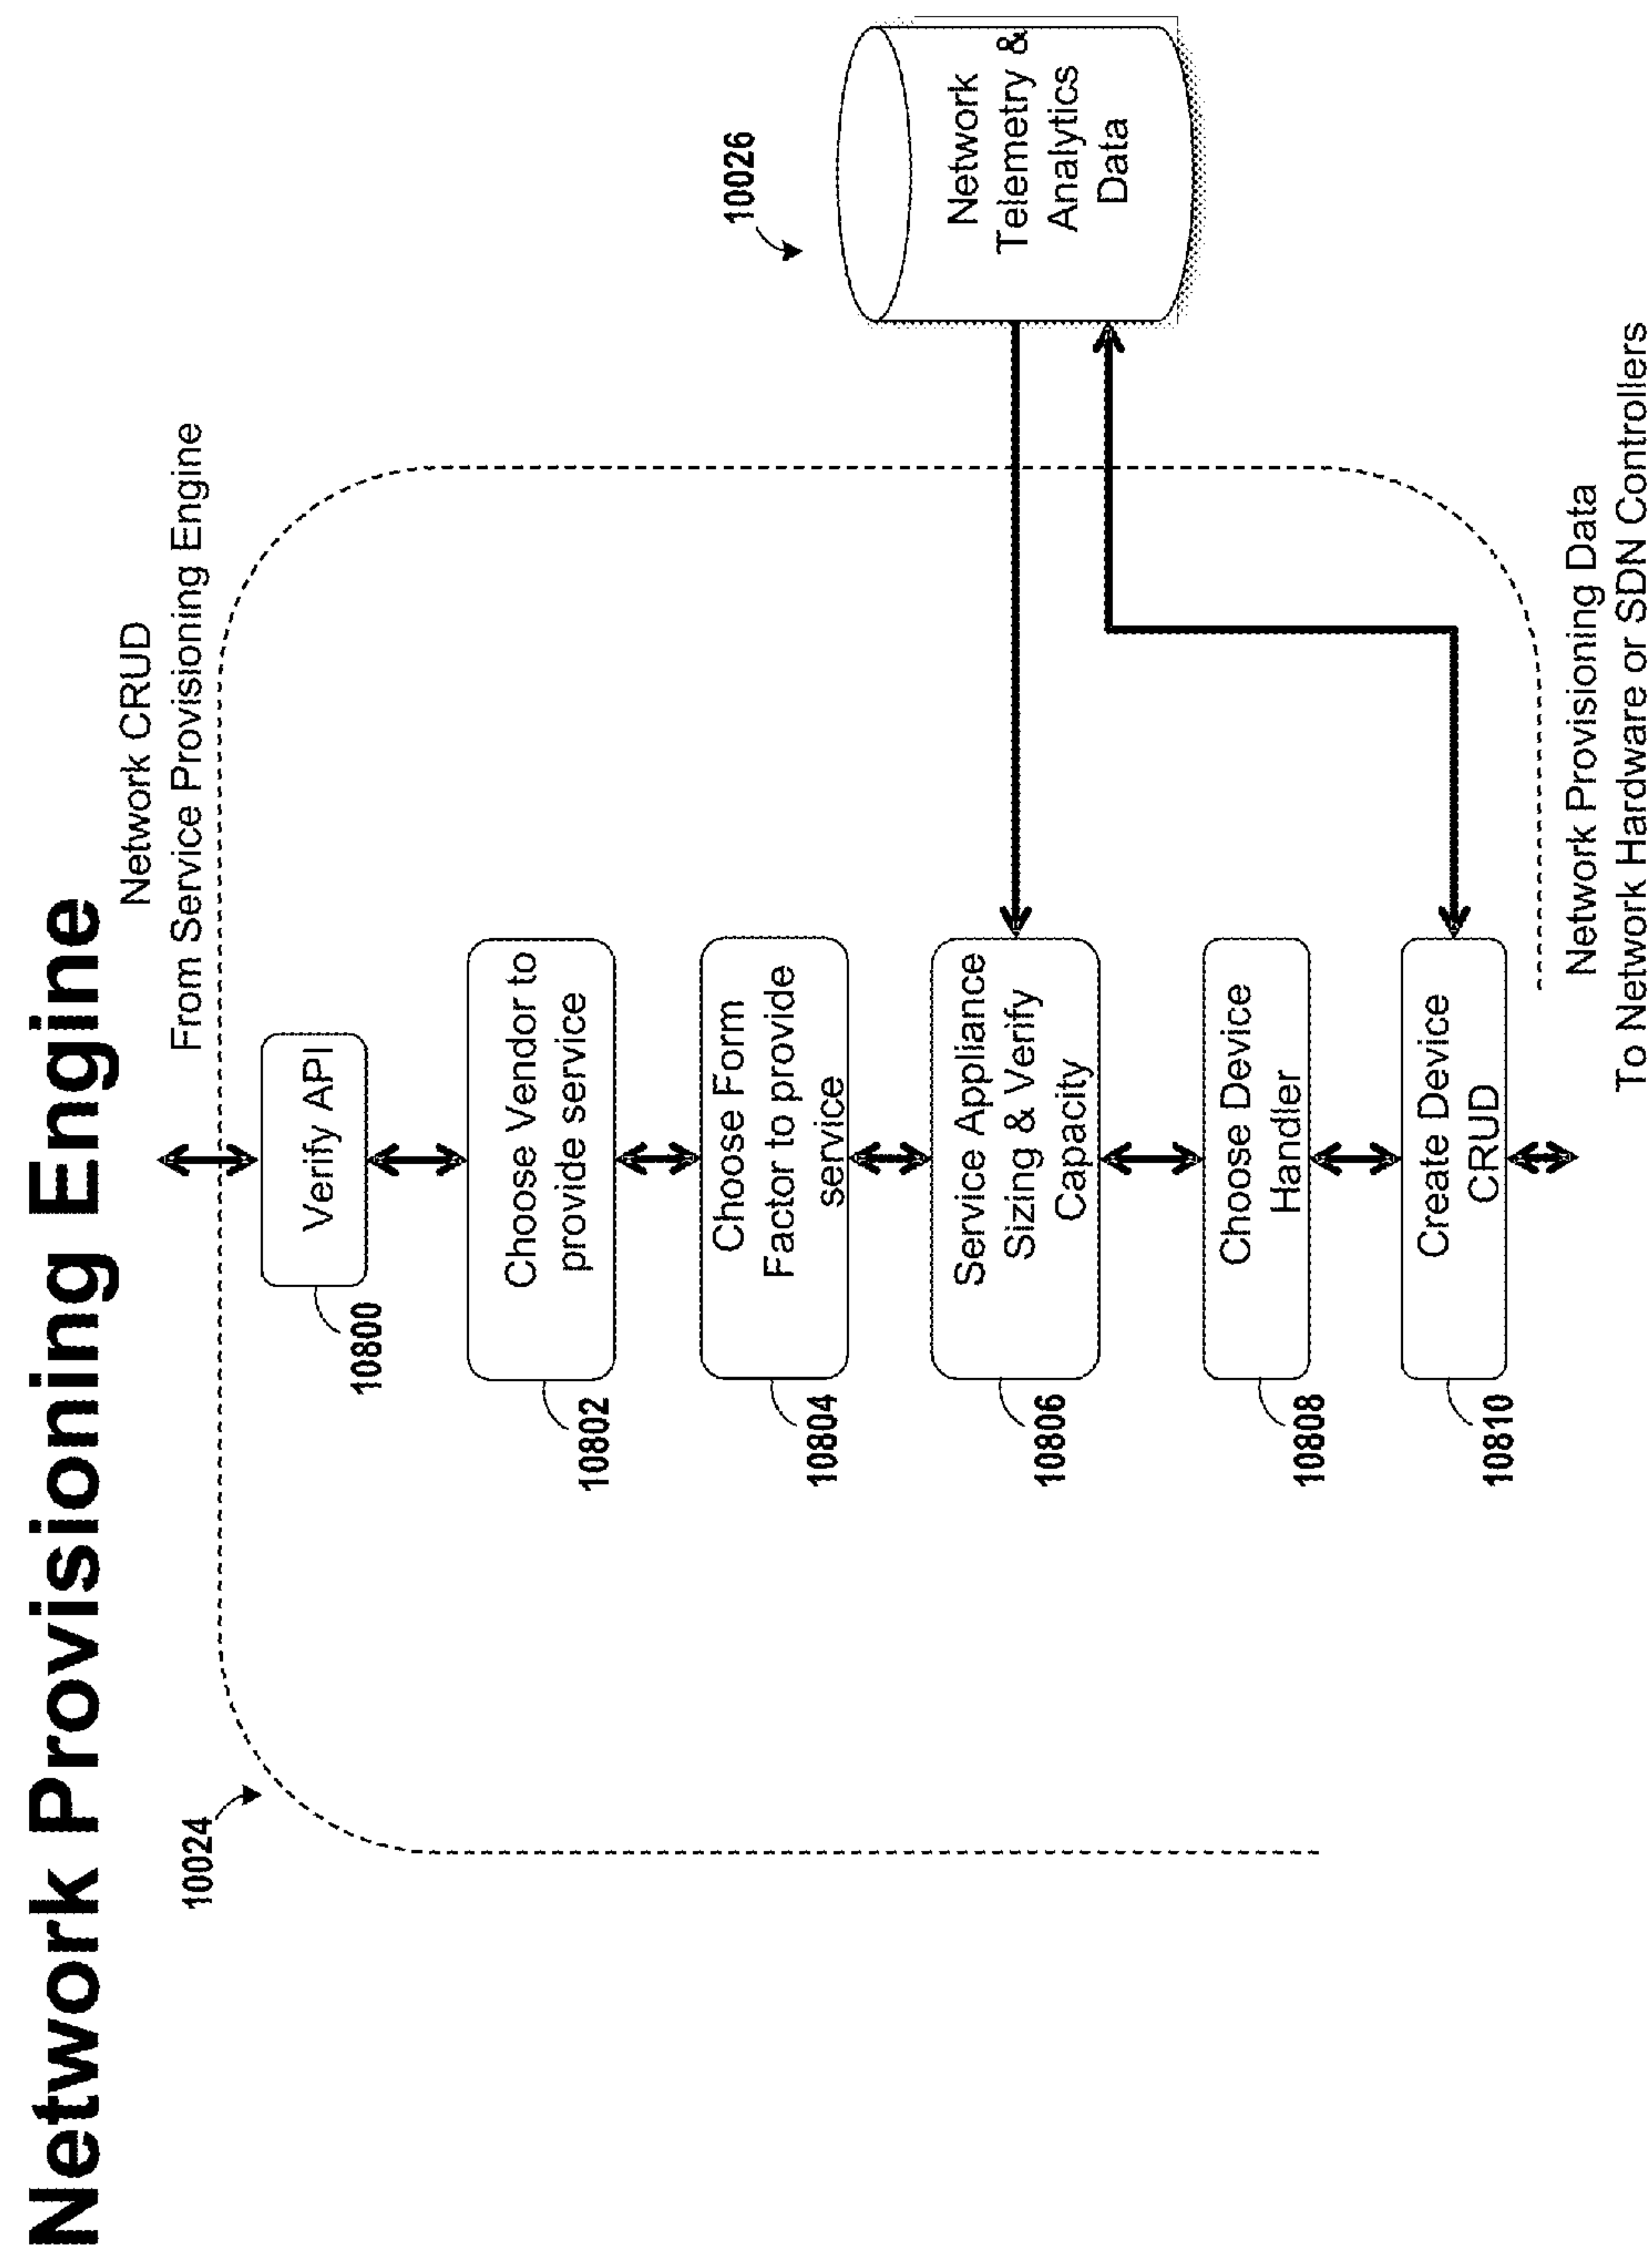 Network Provisioning Engine
Network CRUD
From Service Provisioning Engine
10024
Verify API
10800
Choose Vendor to
provide service
10802
Choose Form
Factor to provide
service
10804
Service Appliance
Sizing & Verify
Capacity
10806
Choose Device
Handler
10808
Create Device
CRUD
10810
10026
Network
Telemetry &
Analytics
Data
Network Provisioning Data
To Network Hardware or SDN Controllers